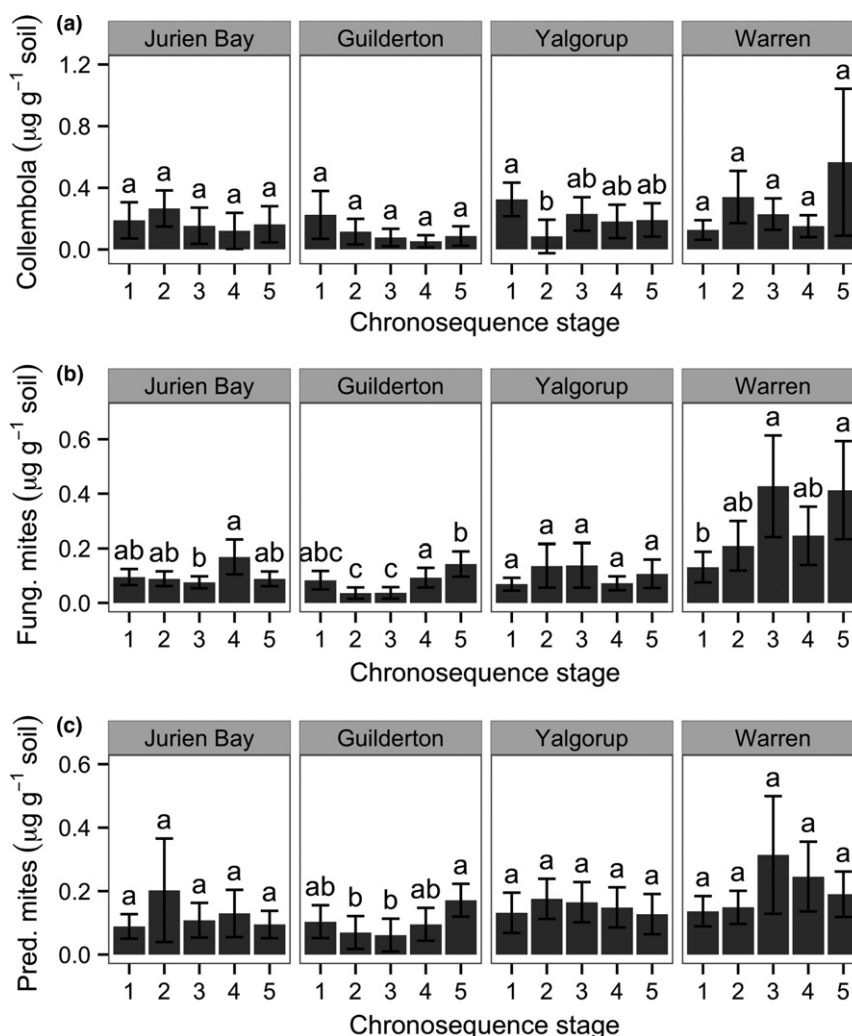 (a)
Jurien Bay Guilderton Yalgorup Warren
Collembola (µg g⁻¹ soil)
1.2
0.8
0.4
0.0
a a a a a a a a a a a b ab ab ab a a a a a
1 2 3 4 5 1 2 3 4 5 1 2 3 4 5 1 2 3 4 5
Chronosequence stage
(b)
Jurien Bay Guilderton Yalgorup Warren
Fung. mites (µg g⁻¹ soil)
0.6
0.4
0.2
0.0
ab ab b a ab abc c c a b a a a a a b ab a ab a
1 2 3 4 5 1 2 3 4 5 1 2 3 4 5 1 2 3 4 5
Chronosequence stage
(c)
Jurien Bay Guilderton Yalgorup Warren
Pred. mites (µg g⁻¹ soil)
0.6
0.4
0.2
0.0
a a a a a ab b b ab a a a a a a a a a a a
1 2 3 4 5 1 2 3 4 5 1 2 3 4 5 1 2 3 4 5
Chronosequence stage